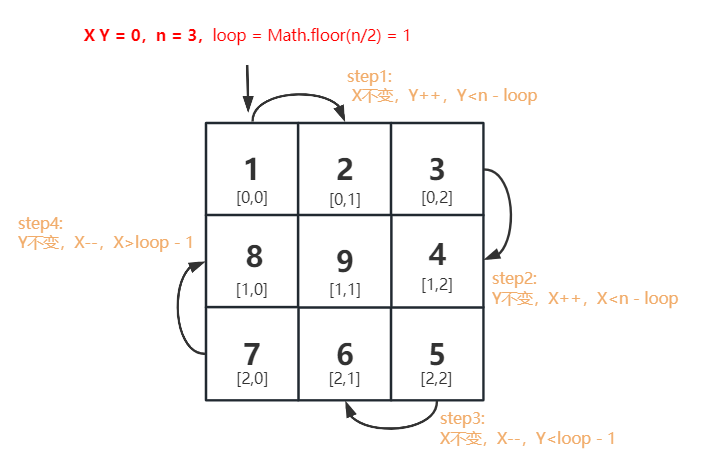 X Y = 0，n = 3，loop = Math.floor(n/2) = 1
step1:
X不变，Y++，Y<n - loop
1 2 3
[0,0] [0,1] [0,2]
step4:
Y不变，X--，X>loop - 1
8 9 4
[1,0] [1,1] [1,2]
step2:
Y不变，X++，X<n - loop
7 6 5
[2,0] [2,1] [2,2]
step3:
X不变，X--，Y<loop - 1